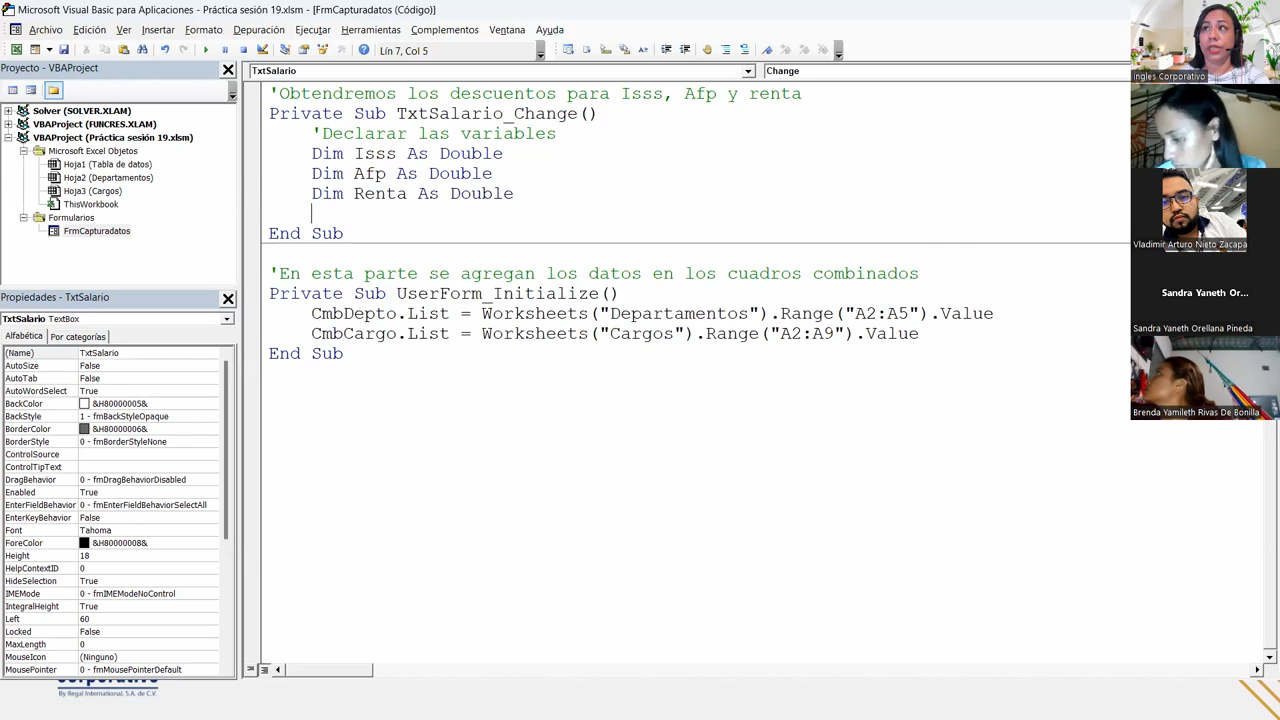 Microsoft Visual Basic para Aplicaciones - Práctica sesión 19.xlsm - [FrmCapturadatos (Código)]
Archivo Edición Ver Insertar Formato Depuración Ejecutar Herramientas Complementos Ventana Ayuda
Lín 7, Col 5
Proyecto - VBAProject
Solver (SOLVER.XLAM)
VBAProject (FUNCRES.XLAM)
VBAProject (Práctica sesión 19.xlsm)
Microsoft Excel Objetos
Hoja1 (Tabla de datos)
Hoja2 (Departamentos)
Hoja3 (Cargos)
ThisWorkbook
Formularios
FrmCapturadatos
Propiedades - TxtSalario
TxtSalario TextBox
Alfabética Por categorías
(Name) TxtSalario
AutoSize False
AutoTab False
AutoWordSelect True
BackColor &H80000005&
BackStyle 1 - fmBackStyleOpaque
BorderColor &H80000006&
BorderStyle 0 - fmBorderStyleNone
ControlSource
ControlTipText
DragBehavior 0 - fmDragBehaviorDisabled
Enabled True
EnterFieldBehavior 0 - fmEnterFieldBehaviorSelectAll
EnterKeyBehavior False
Font Tahoma
ForeColor &H80000008&
Height 18
HelpContextID 0
HideSelection True
IMEMode 0 - fmIMEModeNoControl
IntegralHeight True
Left 60
Locked False
MaxLength 0
MouseIcon (Ninguno)
MousePointer 0 - fmMousePointerDefault
TxtSalario Change
'Obtendremos los descuentos para Isss, Afp y renta
Private Sub TxtSalario_Change()
'Declarar las variables
Dim Isss As Double
Dim Afp As Double
Dim Renta As Double
End Sub
'En esta parte se agregan los datos en los cuadros combinados
Private Sub UserForm_Initialize()
CmbDepto.List = Worksheets("Departamentos").Range("A2:A5").Value
CmbCargo.List = Worksheets("Cargos").Range("A2:A9").Value
End Sub
Ingles Corporativo
Vladimir Arturo Nieto Zacapa
Sandra Yaneth Or...
Sandra Yaneth Orellana Pineda
Brenda Yamileth Rivas De Bonilla
By Regal International, S.A. de C.V.